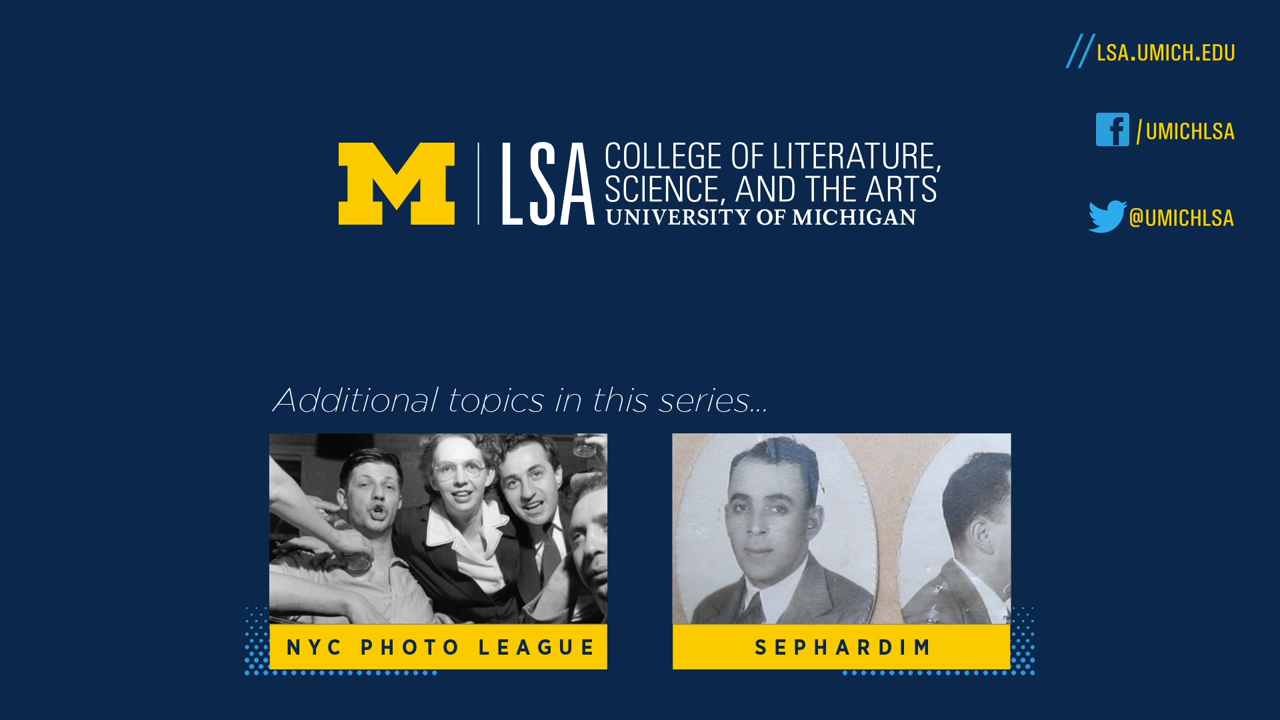 //LSA.UMICH.EDU
/UMICHLSA
@UMICHLSA
M LSA
COLLEGE OF LITERATURE,
SCIENCE, AND THE ARTS
UNIVERSITY OF MICHIGAN
Additional topics in this series...
NYC PHOTO LEAGUE
SEPHARDIM